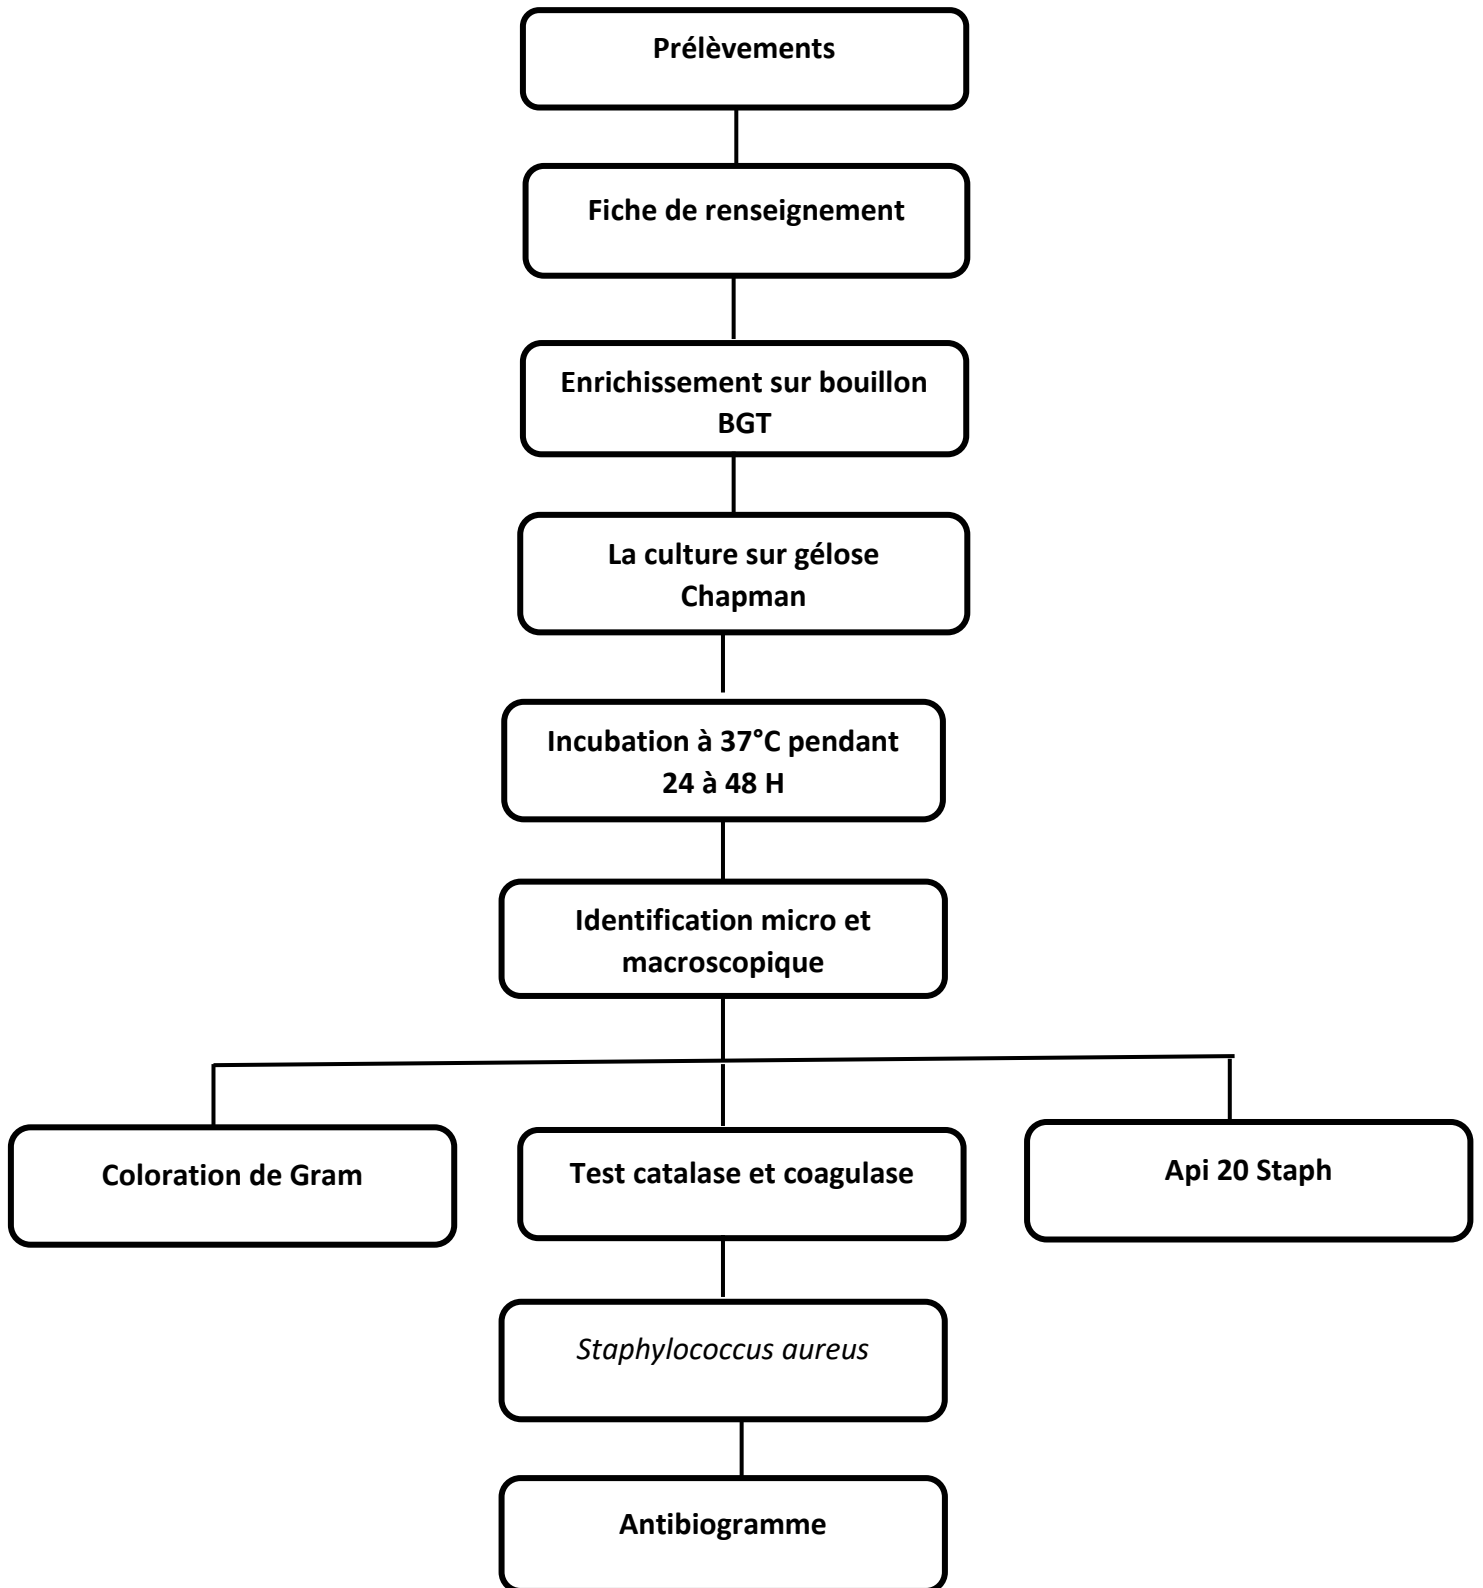 Prélèvements
Fiche de renseignement
Enrichissement sur bouillon
BGT
La culture sur gélose
Chapman
Incubation à 37°C pendant
24 à 48 H
Identification micro et
macroscopique
Coloration de Gram
Test catalase et coagulase
Api 20 Staph
Staphylococcus aureus
Antibiogramme